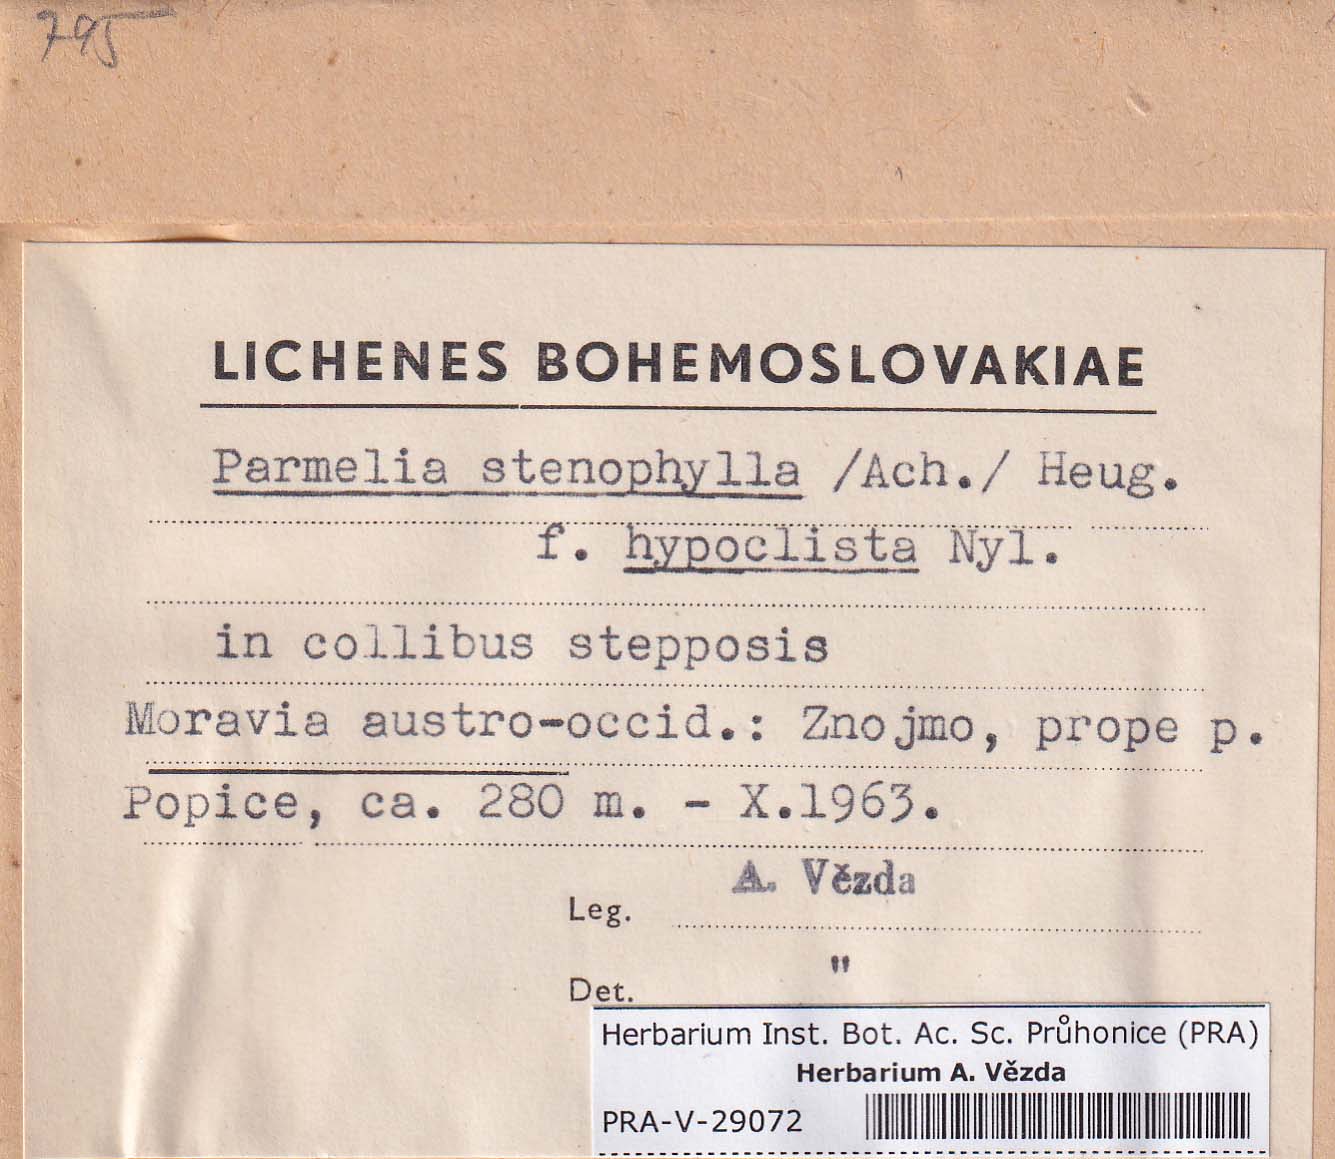 795
LICHENES BOHEMOSLOVAKIAE
Parmelia stenophylla /Ach./ Heug.
f. hypoclista Nyl.
in collibus stepposis
Moravia austro-occid.: Znojmo, prope p.
Popice, ca. 280 m. - X.1963.
A. Vězda
Leg.
"
Det.
Herbarium Inst. Bot. Ac. Sc. Průhonice (PRA)
Herbarium A. Vězda
PRA-V-29072